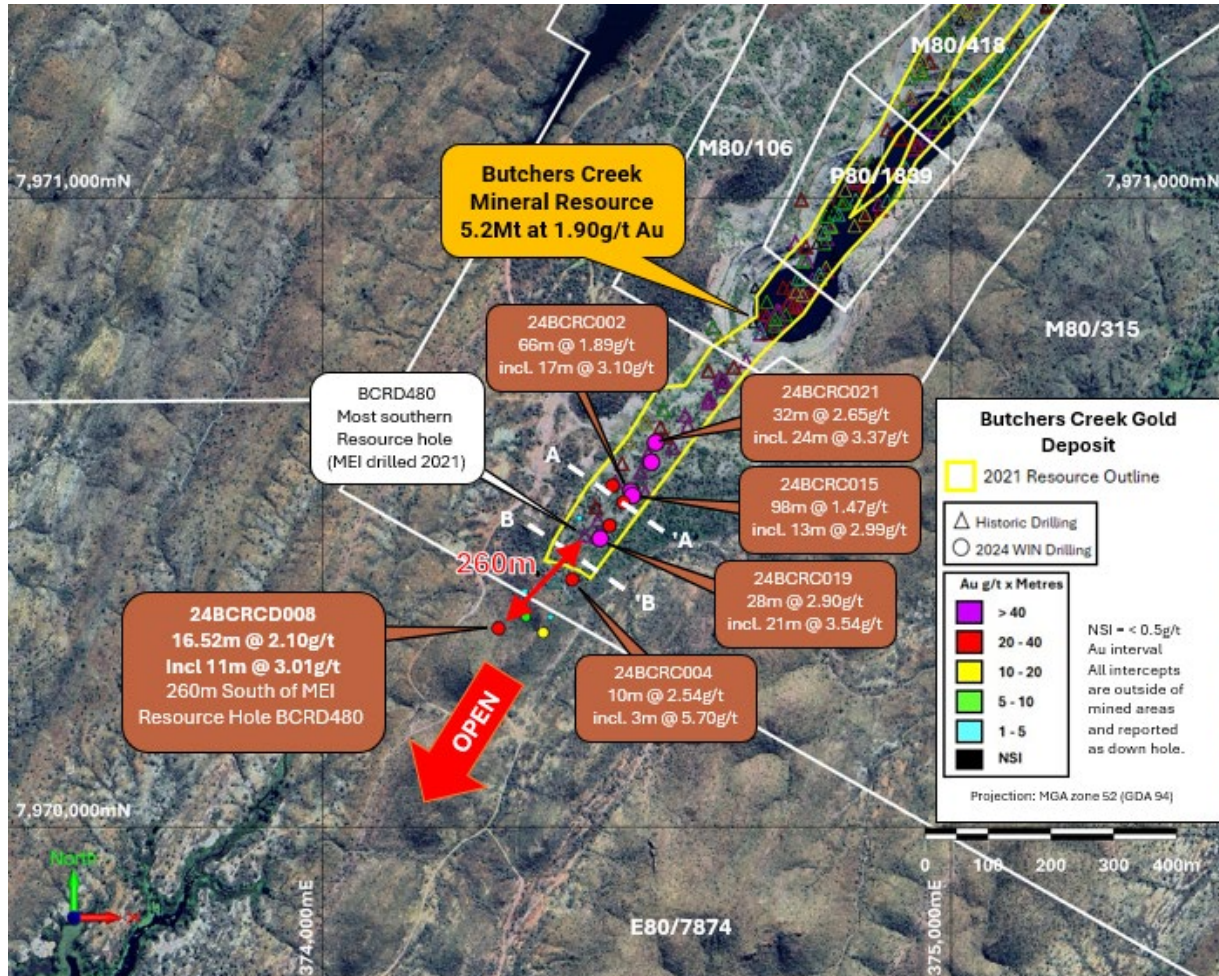 M80/418
M80/106
P80/1839
7,971,000mN
7,971,000mN
Butchers Creek
Mineral Resource
5.2Mt at 1.90g/t Au
M80/315
24BCRC002
66m @ 1.89g/t
incl. 17m @ 3.10g/t
BCRD480
Most southern
Resource hole
(MEI drilled 2021)
24BCRC021
32m @ 2.65g/t
incl. 24m @ 3.37g/t
A
24BCRC015
98m @ 1.47g/t
incl. 13m @ 2.99g/t
B
'A
260m
24BCRC019
28m @ 2.90g/t
incl. 21m @ 3.54g/t
'B
24BCRCD008
16.52m @ 2.10g/t
Incl 11m @ 3.01g/t
260m South of MEI
Resource Hole BCRD480
24BCRC004
10m @ 2.54g/t
incl. 3m @ 5.70g/t
OPEN
Butchers Creek Gold
Deposit
2021 Resource Outline
Historic Drilling
2024 WIN Drilling
Au g/t x Metres
> 40
20 - 40
10 - 20
5 - 10
1 - 5
NSI
NSI = < 0.5g/t
Au interval
All intercepts
are outside of
mined areas
and reported
as down hole.
Projection: MGA zone 52 (GDA 94)
7,970,000mN
0 100 200 400m
North
374,000mE
E80/7874
375,000mE